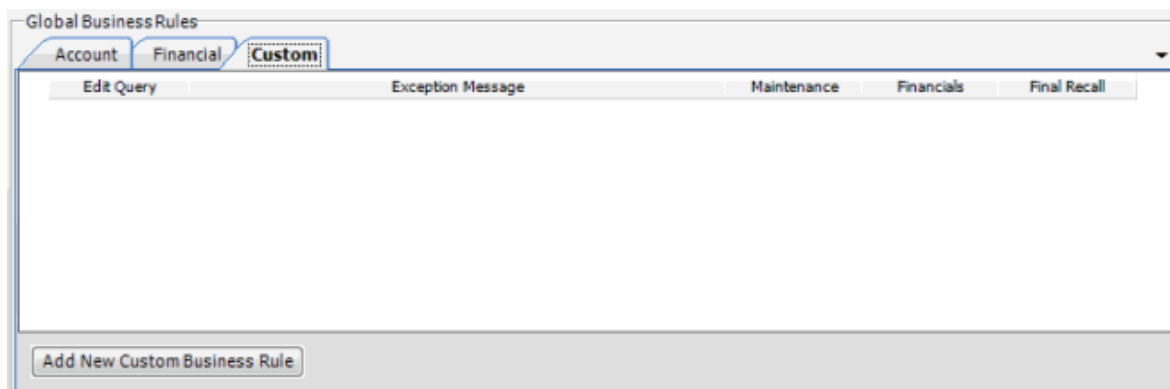 Global Business Rules
Account Financial Custom
Edit Query Exception Message Maintenance Financials Final Recall
Add New Custom Business Rule